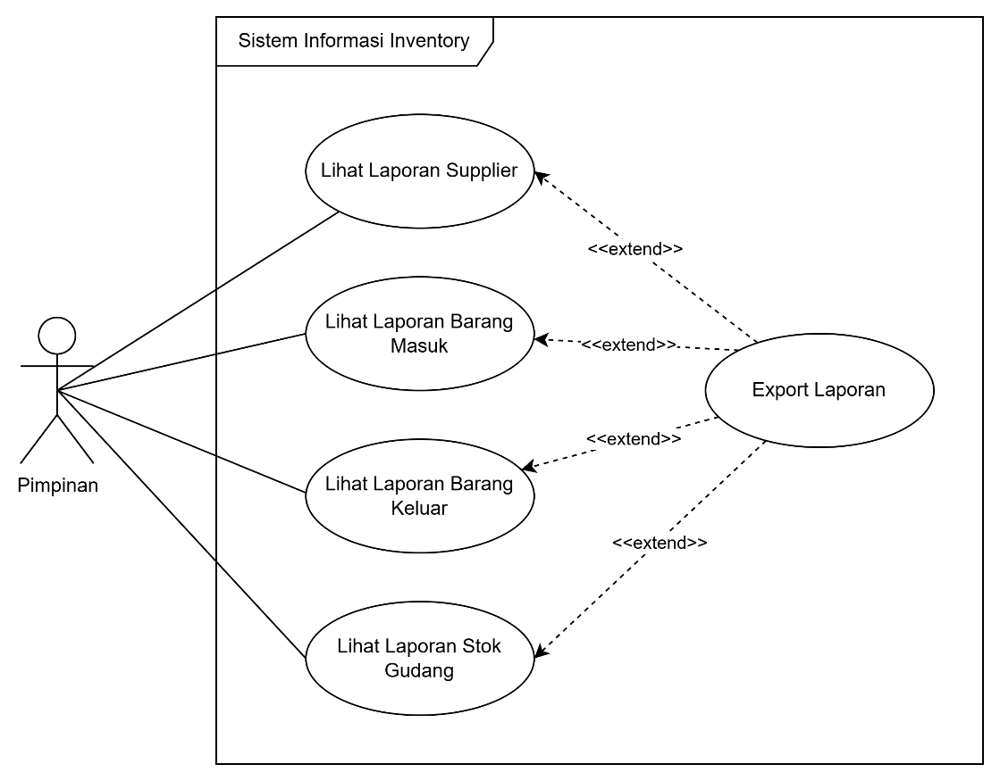 Sistem Informasi Inventory
Lihat Laporan Supplier
<<extend>>
Lihat Laporan Barang
Masuk
<<extend>>
Export Laporan
<<extend>>
Lihat Laporan Barang
Keluar
Pimpinan
<<extend>>
Lihat Laporan Stok
Gudang